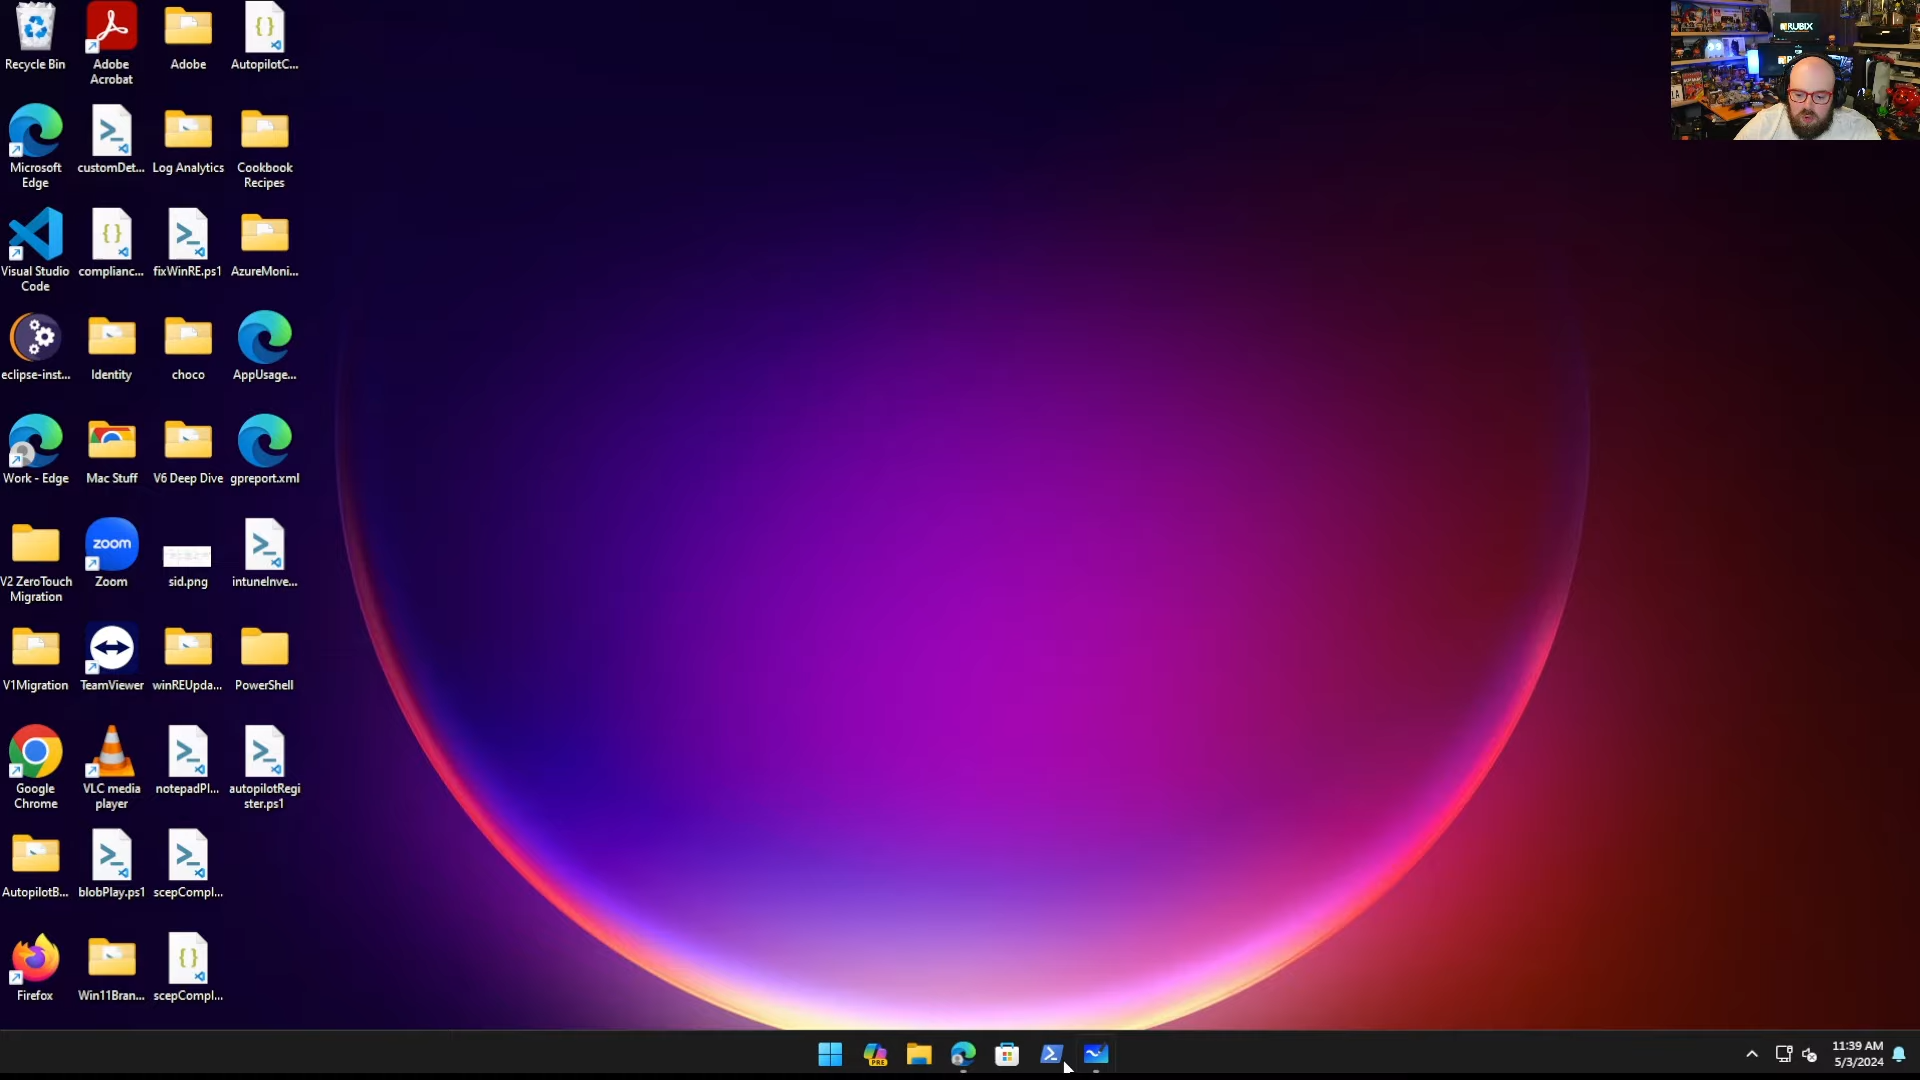 Recycle Bin
Adobe
Acrobat
Adobe
AutopilotC...
Microsoft
Edge
customDet...
Log Analytics
Cookbook
Recipes
Visual Studio
Code
complianc...
fixWinRE.ps1
AzureMoni...
eclipse-inst...
Identity
choco
AppUsage...
Work - Edge
Mac Stuff
V6 Deep Dive
gpreport.xml
V2 ZeroTouch
Migration
zoom
Zoom
sid.png
intuneInve...
V1Migration
TeamViewer
winREUpda...
PowerShell
Google
Chrome
VLC media
player
notepadPl...
autopilotRegi
ster.ps1
AutopilotB...
blobPlay.ps1
scepCompl...
Firefox
Win11Bran...
scepCompl...
RUBIX
PRE
11:39 AM
5/3/2024